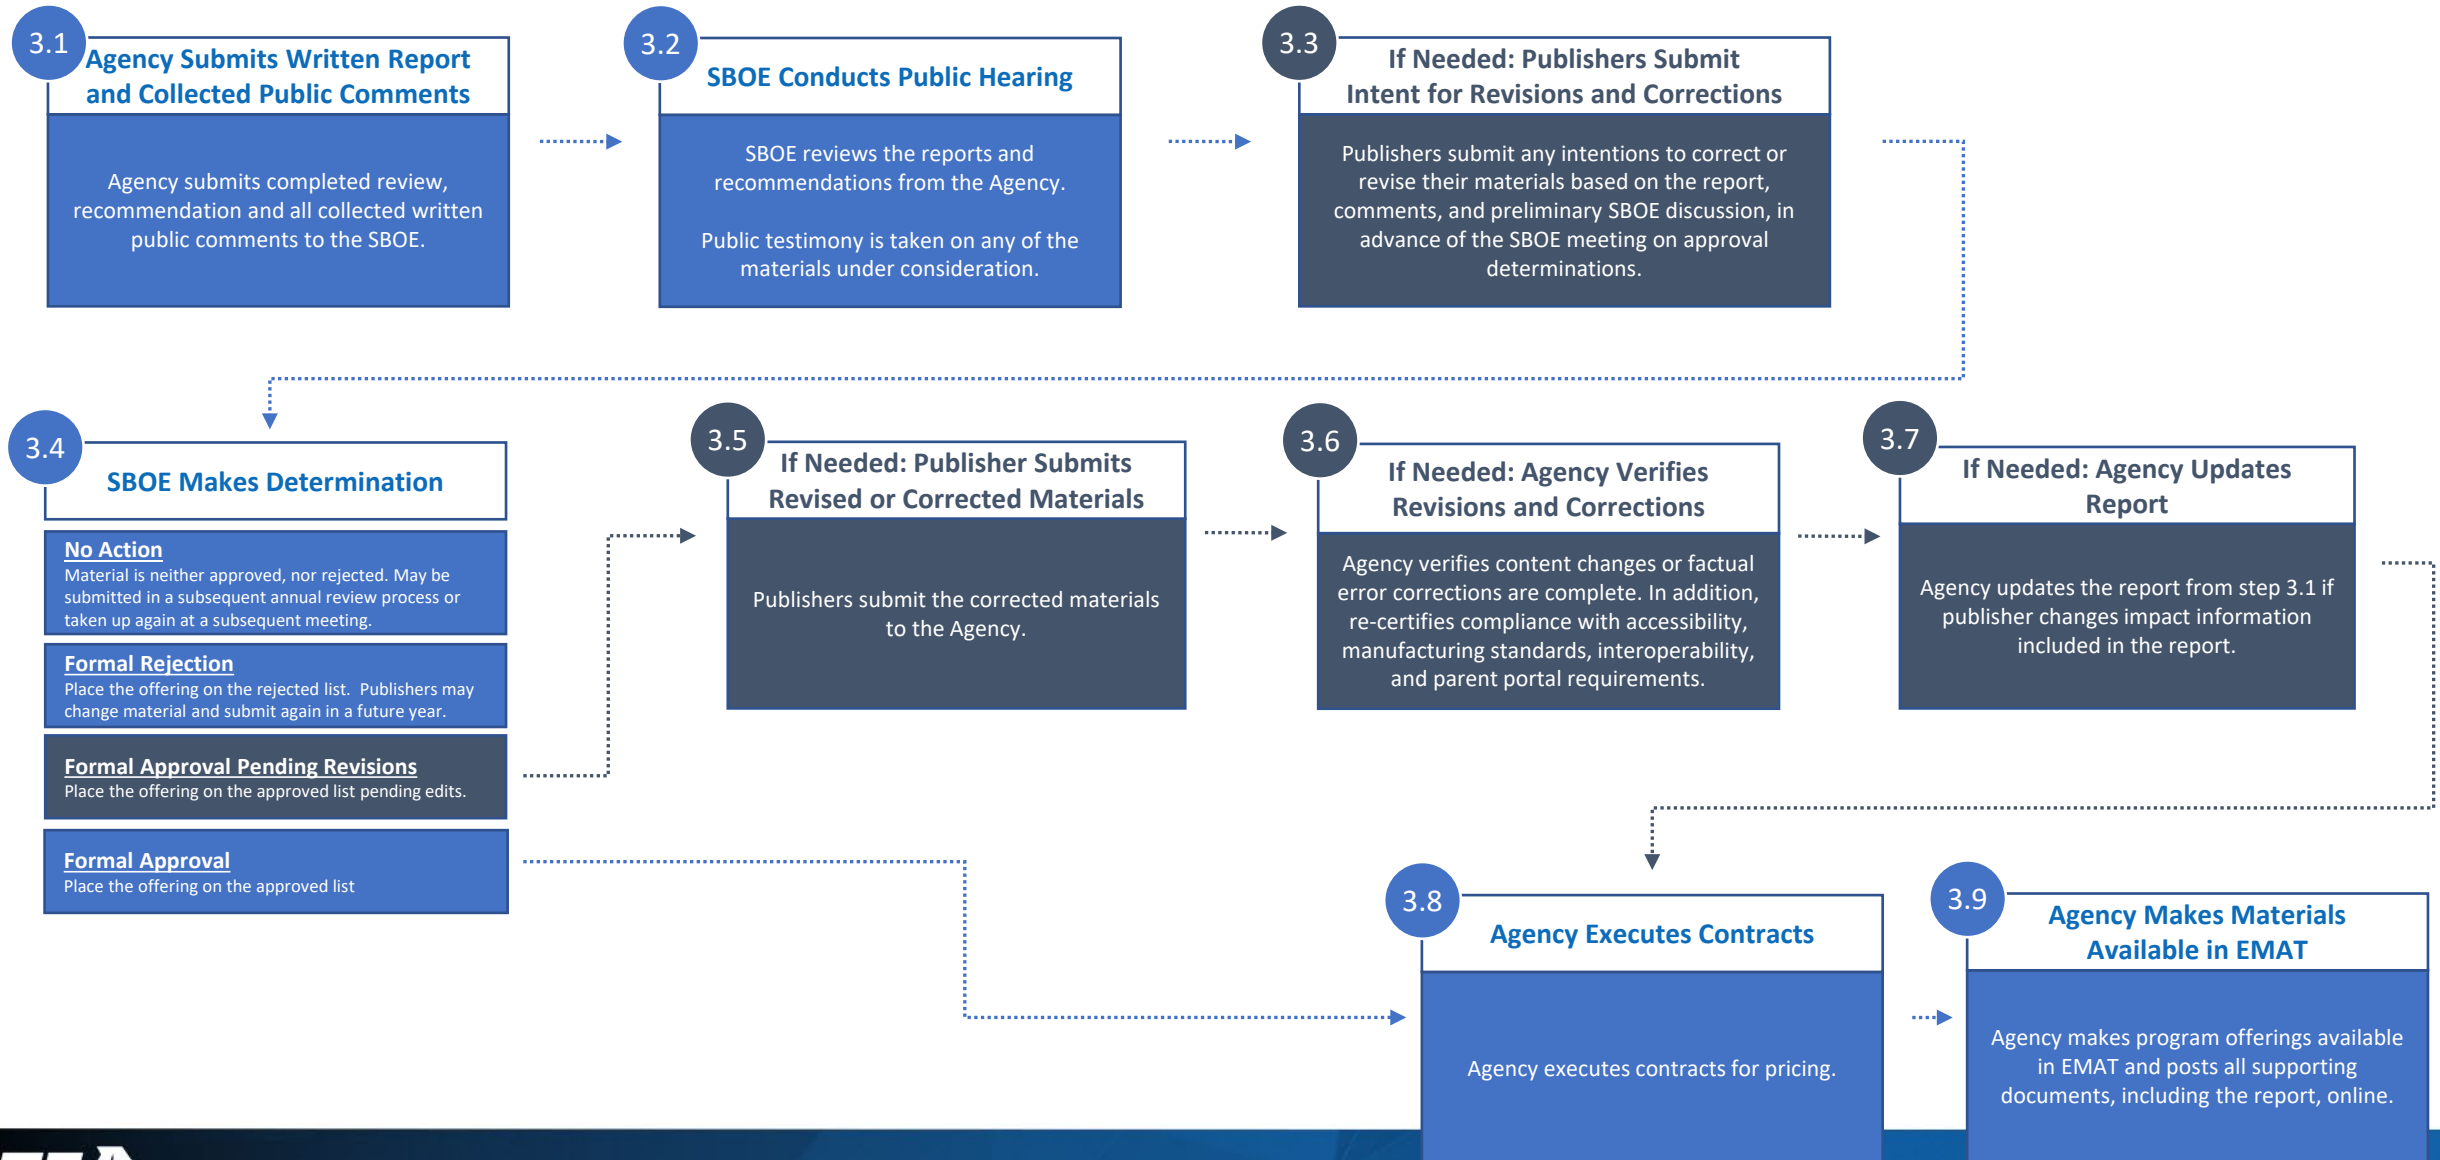 3.1
Agency Submits Written Report
and Collected Public Comments
Agency submits completed review,
recommendation and all collected written
public comments to the SBOE.
3.2
SBOE Conducts Public Hearing
SBOE reviews the reports and
recommendations from the Agency.
Public testimony is taken on any of the
materials under consideration.
3.3
If Needed: Publishers Submit
Intent for Revisions and Corrections
Publishers submit any intentions to correct or
revise their materials based on the report,
comments, and preliminary SBOE discussion, in
advance of the SBOE meeting on approval
determinations.
3.4
SBOE Makes Determination
No Action
Material is neither approved, nor rejected. May be
submitted in a subsequent annual review process or
taken up again at a subsequent meeting.
Formal Rejection
Place the offering on the rejected list.  Publishers may
change material and submit again in a future year.
Formal Approval Pending Revisions
Place the offering on the approved list pending edits.
Formal Approval
Place the offering on the approved list
3.5
If Needed: Publisher Submits
Revised or Corrected Materials
Publishers submit the corrected materials
to the Agency.
3.6
If Needed: Agency Verifies
Revisions and Corrections
Agency verifies content changes or factual
error corrections are complete. In addition,
re-certifies compliance with accessibility,
manufacturing standards, interoperability,
and parent portal requirements.
3.7
If Needed: Agency Updates
Report
Agency updates the report from step 3.1 if
publisher changes impact information
included in the report.
3.8
Agency Executes Contracts
Agency executes contracts for pricing.
3.9
Agency Makes Materials
Available in EMAT
Agency makes program offerings available
in EMAT and posts all supporting
documents, including the report, online.